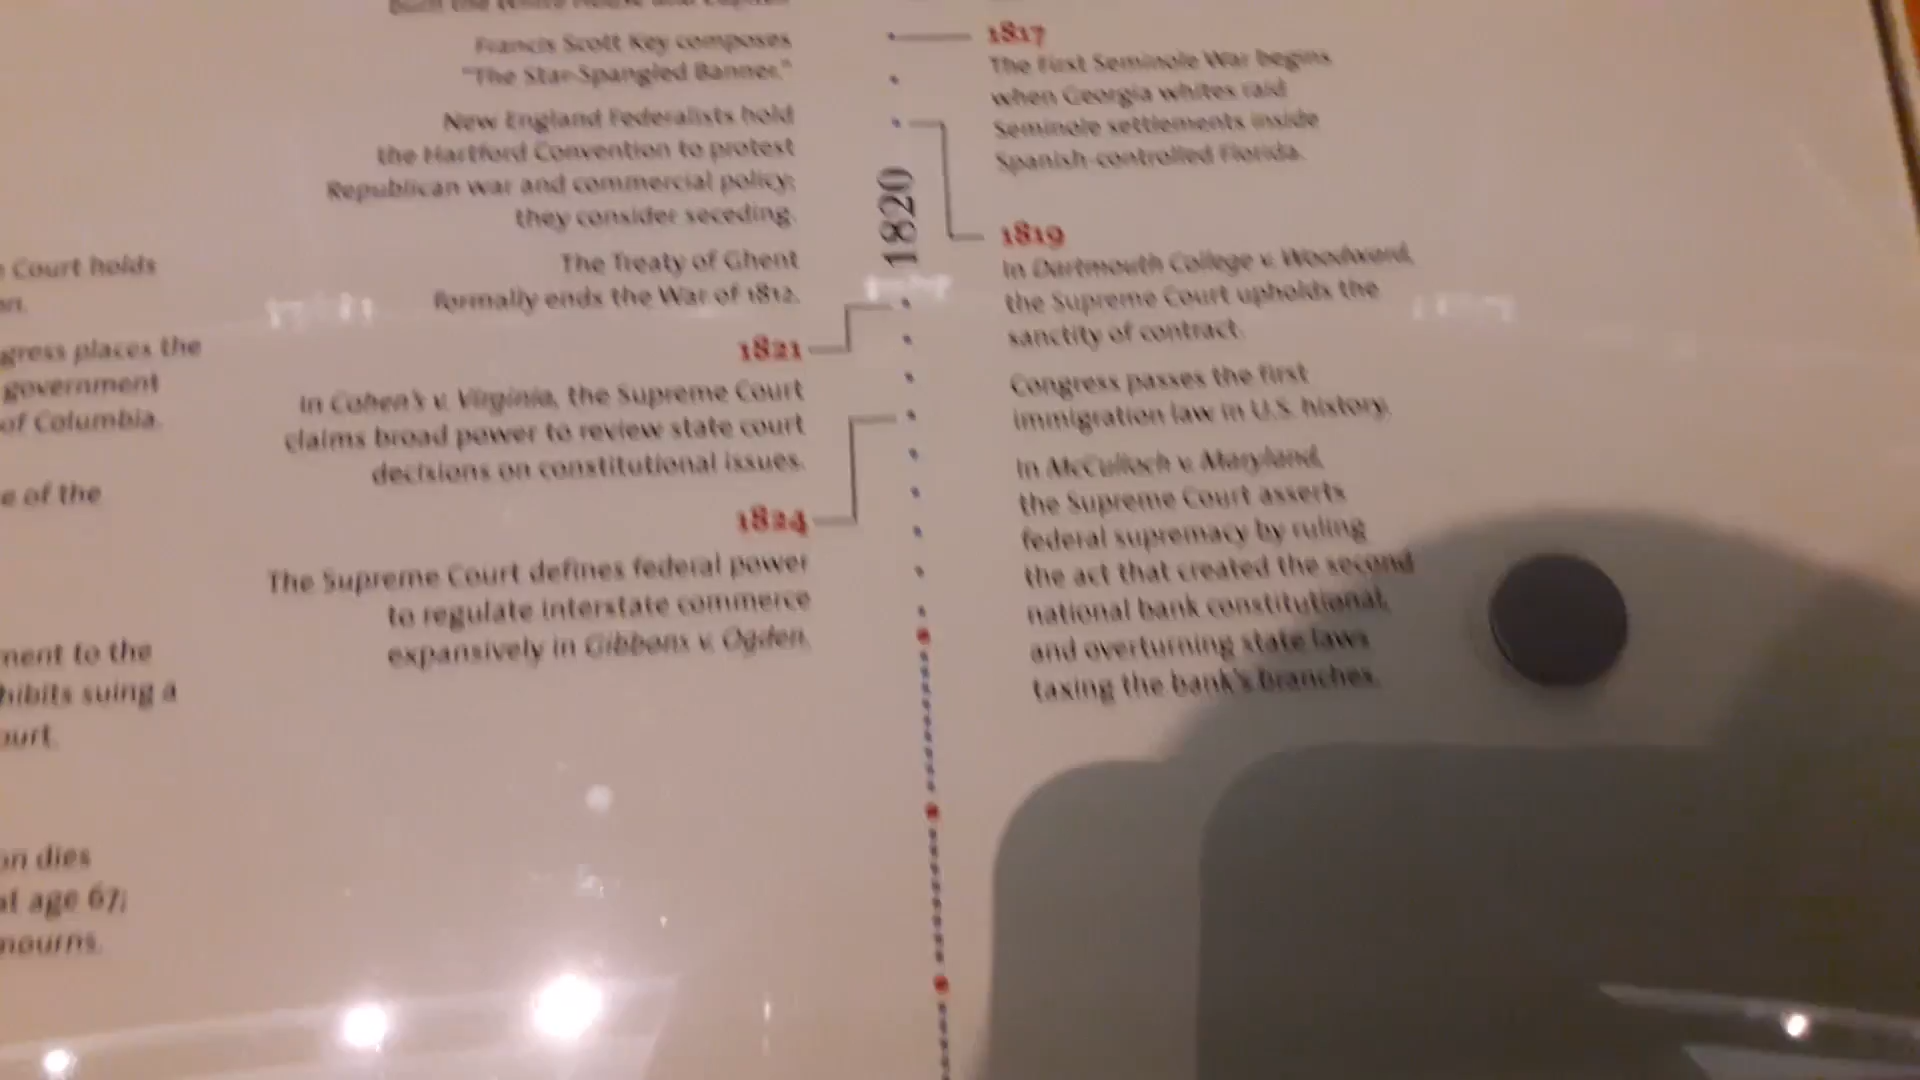 Burn the White House and Capitol
Francis Scott Key composes
"The Star-Spangled Banner."
New England Federalists hold
the Hartford Convention to protest
Republican war and commercial policy;
they consider seceding.
The Treaty of Ghent
formally ends the War of 1812.
1821
In Cohen's v. Virginia, the Supreme Court
claims broad power to review state court
decisions on constitutional issues.
1824
The Supreme Court defines federal power
to regulate interstate commerce
expansively in Gibbons v. Ogden.
1820
1817
The First Seminole War begins
when Georgia whites raid
Seminole settlements inside
Spanish-controlled Florida.
1819
In Dartmouth College v. Woodward,
the Supreme Court upholds the
sanctity of contract.
Congress passes the first
immigration law in U.S. history.
In McCulloch v. Maryland,
the Supreme Court asserts
federal supremacy by ruling
the act that created the second
national bank constitutional,
and overturning state laws
taxing the bank's branches.
Court holds
on.
gress places the
government
of Columbia.
e of the
ment to the
hibits suing a
ourt.
on dies
at age 67;
mourns.